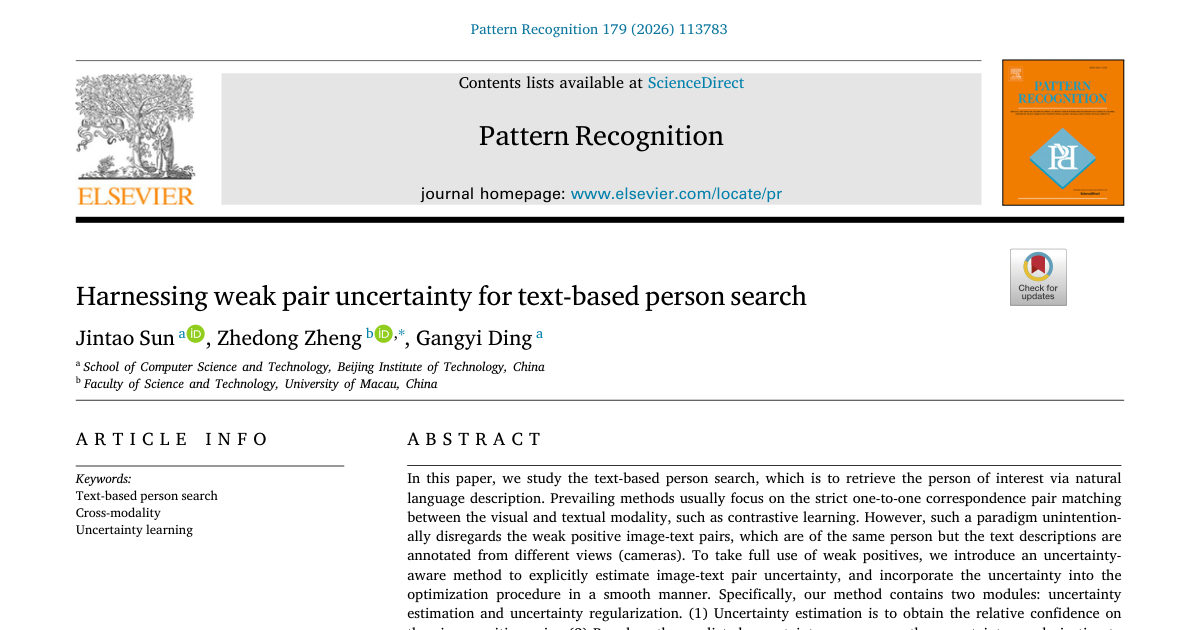 Pattern Recognition 179 (2026) 113783
Contents lists available at ScienceDirect
Pattern Recognition
journal homepage: www.elsevier.com/locate/pr
ELSEVIER
PATTERN
RECOGNITION
Check for
updates
Harnessing weak pair uncertainty for text-based person search
Jintao Sun a iD, Zhedong Zheng b iD,*, Gangyi Ding a
a School of Computer Science and Technology, Beijing Institute of Technology, China
b Faculty of Science and Technology, University of Macau, China
ARTICLE INFO
Keywords:
Text-based person search
Cross-modality
Uncertainty learning
ABSTRACT
In this paper, we study the text-based person search, which is to retrieve the person of interest via natural
language description. Prevailing methods usually focus on the strict one-to-one correspondence pair matching
between the visual and textual modality, such as contrastive learning. However, such a paradigm unintention-
ally disregards the weak positive image-text pairs, which are of the same person but the text descriptions are
annotated from different views (cameras). To take full use of weak positives, we introduce an uncertainty-
aware method to explicitly estimate image-text pair uncertainty, and incorporate the uncertainty into the
optimization procedure in a smooth manner. Specifically, our method contains two modules: uncertainty
estimation and uncertainty regularization. (1) Uncertainty estimation is to obtain the relative confidence on